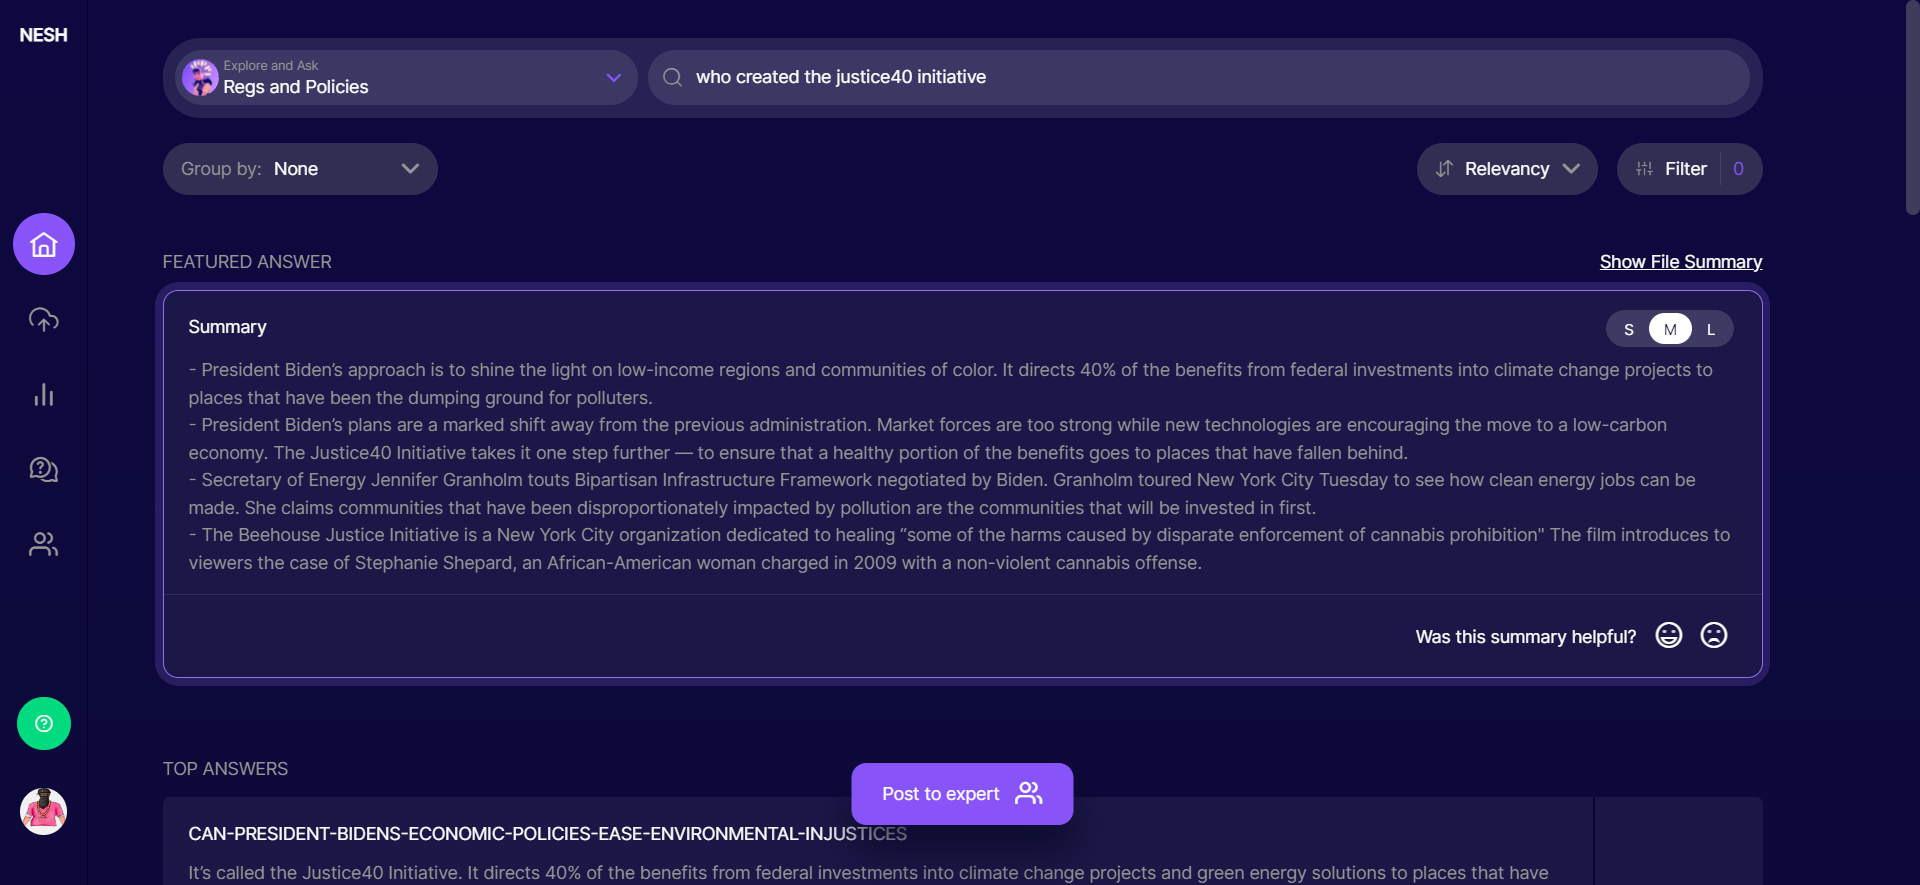 NESH
Explore and Ask
Regs and Policies
who created the justice40 initiative
Group by: None
Relevancy
Filter 0
FEATURED ANSWER
Show File Summary
Summary
S M L
- President Biden’s approach is to shine the light on low-income regions and communities of color. It directs 40% of the benefits from federal investments into climate change projects to
places that have been the dumping ground for polluters.
- President Biden’s plans are a marked shift away from the previous administration. Market forces are too strong while new technologies are encouraging the move to a low-carbon
economy. The Justice40 Initiative takes it one step further — to ensure that a healthy portion of the benefits goes to places that have fallen behind.
- Secretary of Energy Jennifer Granholm touts Bipartisan Infrastructure Framework negotiated by Biden. Granholm toured New York City Tuesday to see how clean energy jobs can be
made. She claims communities that have been disproportionately impacted by pollution are the communities that will be invested in first.
- The Beehouse Justice Initiative is a New York City organization dedicated to healing “some of the harms caused by disparate enforcement of cannabis prohibition" The film introduces to
viewers the case of Stephanie Shepard, an African-American woman charged in 2009 with a non-violent cannabis offense.
Was this summary helpful?
TOP ANSWERS
Post to expert
CAN-PRESIDENT-BIDENS-ECONOMIC-POLICIES-EASE-ENVIRONMENTAL-INJUSTICES
It’s called the Justice40 Initiative. It directs 40% of the benefits from federal investments into climate change projects and green energy solutions to places that have